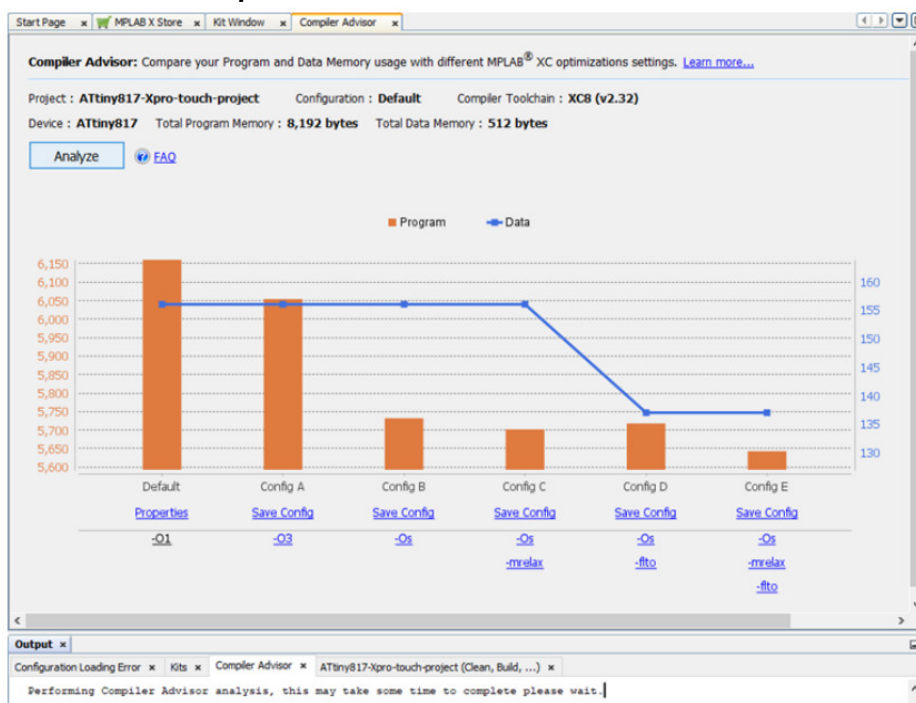 Start Page x MPLAB X Store x Kit Window x Compiler Advisor x
Compiler Advisor: Compare your Program and Data Memory usage with different MPLAB® XC optimizations settings. Learn more...
Project : ATtiny817-Xpro-touch-project Configuration : Default Compiler Toolchain : XC8 (v2.32)
Device : ATtiny817 Total Program Memory : 8,192 bytes Total Data Memory : 512 bytes
Analyze ? FAQ
Program Data
6,150
6,100 160
6,050 155
6,000
5,950 150
5,900
5,850 145
5,800 140
5,750
5,700 135
5,650 130
5,600
Default Config A Config B Config C Config D Config E
Properties Save Config Save Config Save Config Save Config Save Config
-O1 -O3 -Os -Os -Os -Os
-mrelax -flto -mrelax
-flto
Output x
Configuration Loading Error x Kits x Compiler Advisor x ATtiny817-Xpro-touch-project (Clean, Build, ...) x
Performing Compiler Advisor analysis, this may take some time to complete please wait.